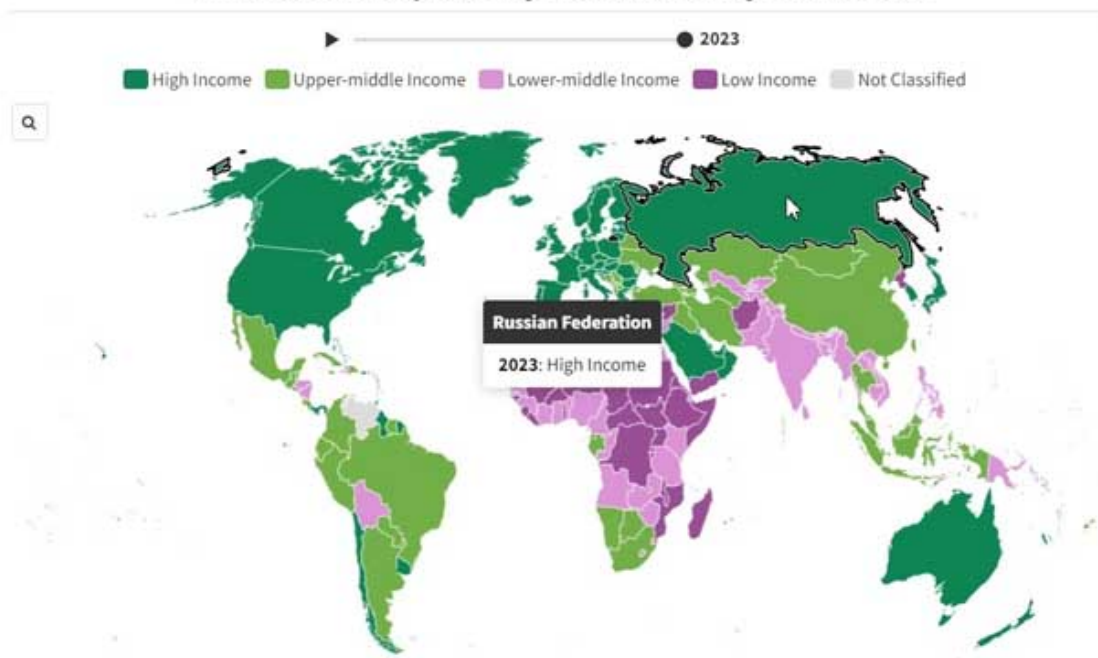 2023
High Income Upper-middle Income Lower-middle Income Low Income Not Classified
Russian Federation
2023: High Income